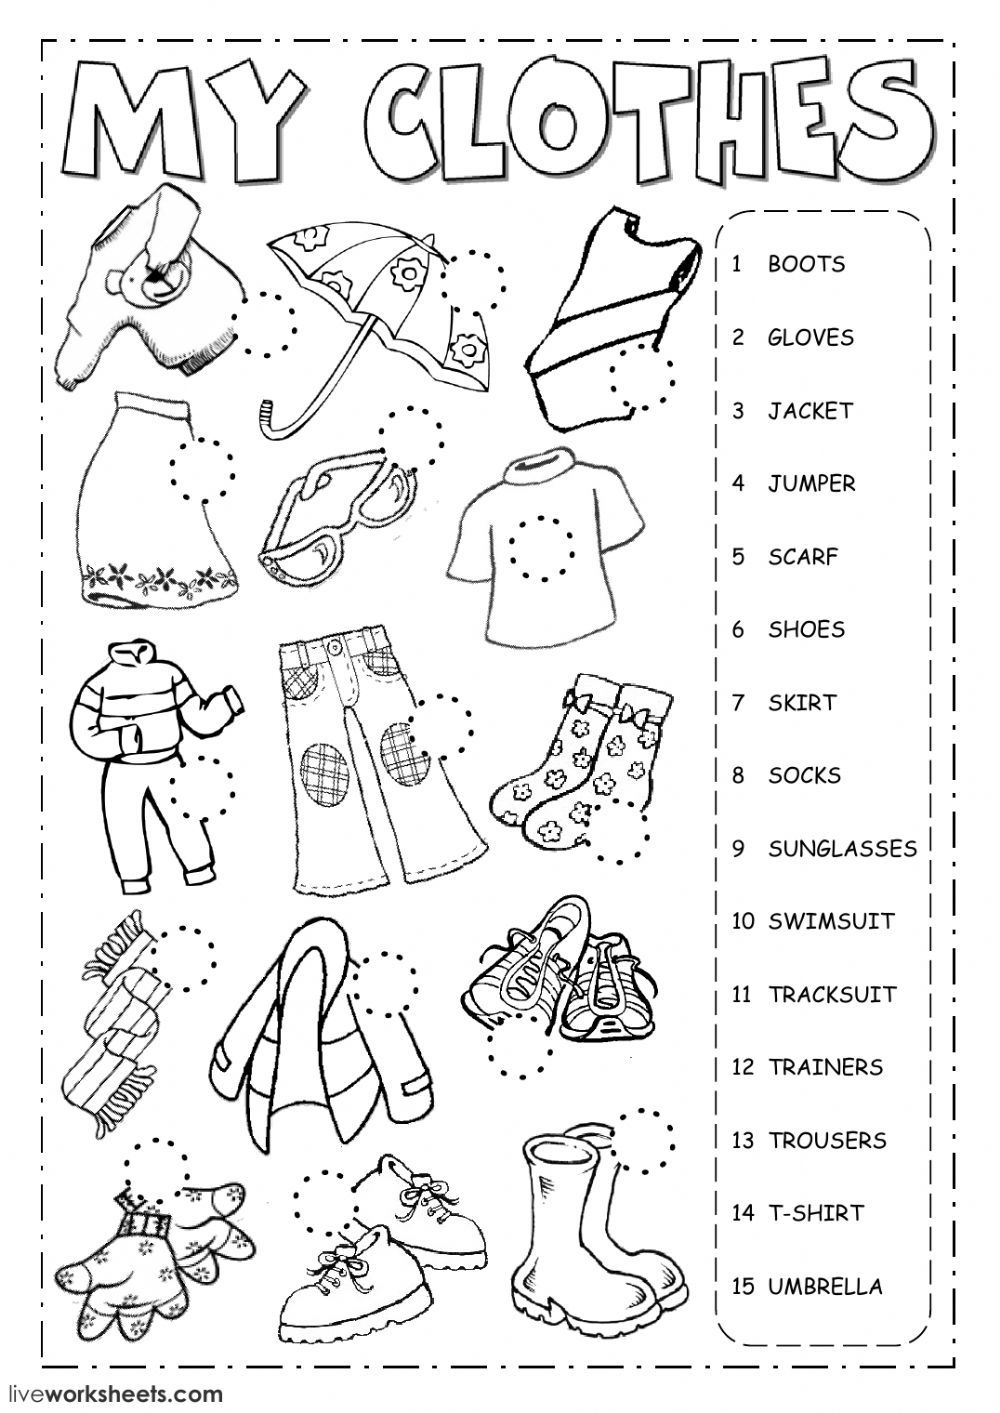 MY CLOTHES
1 BOOTS
2 GLOVES
3 JACKET
4 JUMPER
5 SCARF
6 SHOES
7 SKIRT
8 SOCKS
9 SUNGLASSES
10 SWIMSUIT
11 TRACKSUIT
12 TRAINERS
13 TROUSERS
14 T-SHIRT
15 UMBRELLA
liveworksheets.com